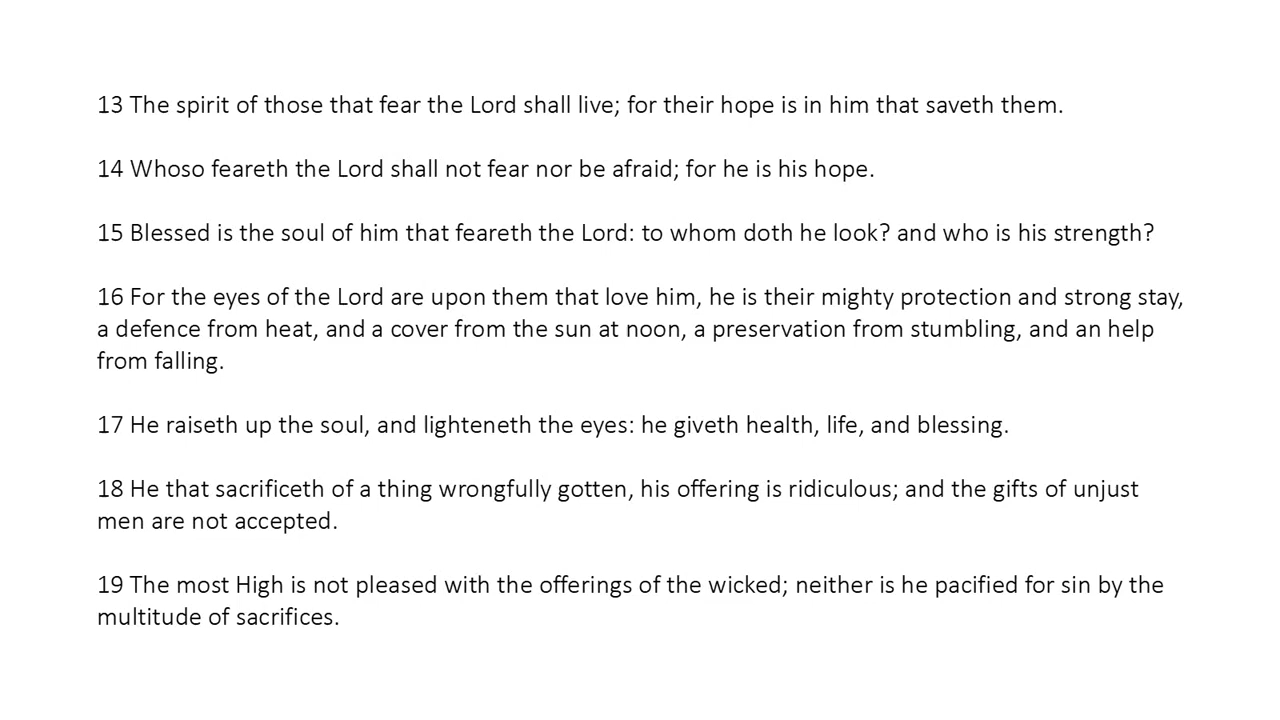 13 The spirit of those that fear the Lord shall live; for their hope is in him that saveth them.
14 Whoso feareth the Lord shall not fear nor be afraid; for he is his hope.
15 Blessed is the soul of him that feareth the Lord: to whom doth he look? and who is his strength?
16 For the eyes of the Lord are upon them that love him, he is their mighty protection and strong stay,
a defence from heat, and a cover from the sun at noon, a preservation from stumbling, and an help
from falling.
17 He raiseth up the soul, and lighteneth the eyes: he giveth health, life, and blessing.
18 He that sacrificeth of a thing wrongfully gotten, his offering is ridiculous; and the gifts of unjust
men are not accepted.
19 The most High is not pleased with the offerings of the wicked; neither is he pacified for sin by the
multitude of sacrifices.